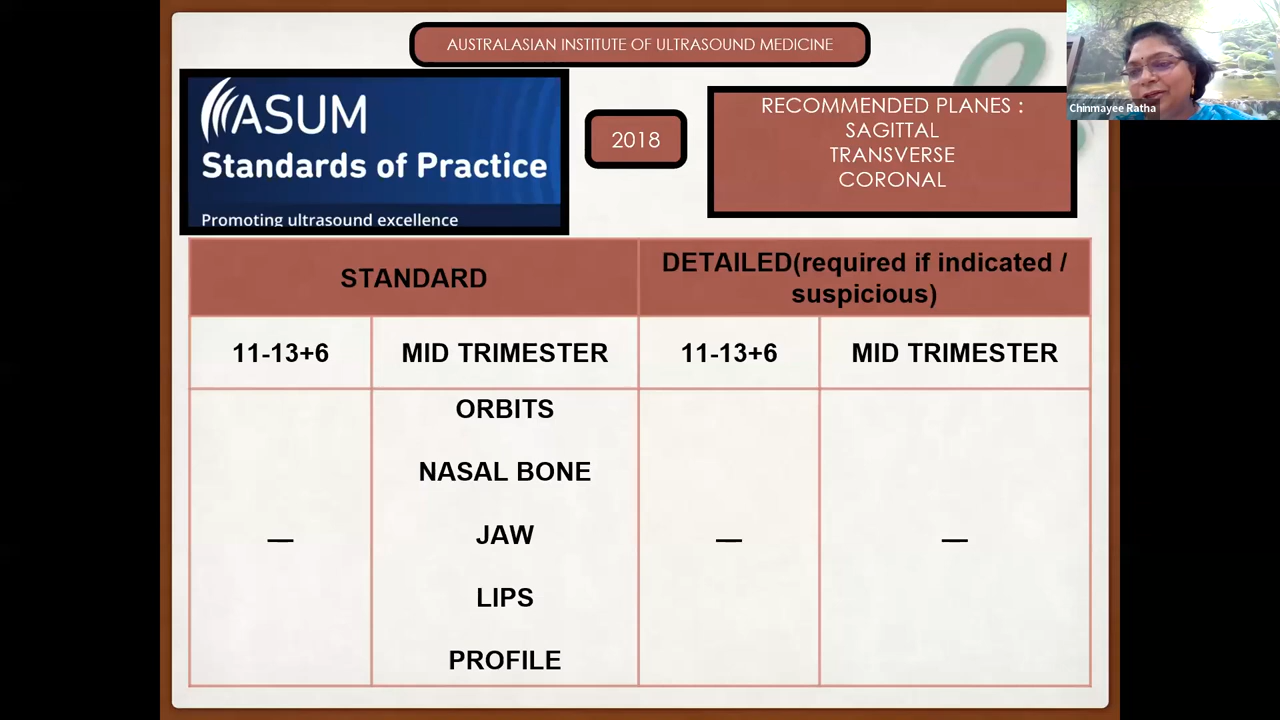 AUSTRALASIAN INSTITUTE OF ULTRASOUND MEDICINE
ASUM
Standards of Practice
Promoting ultrasound excellence
2018
RECOMMENDED PLANES :
SAGITTAL
TRANSVERSE
CORONAL
Chinmayee Ratha
STANDARD
DETAILED(required if indicated /
suspicious)
11-13+6
MID TRIMESTER
11-13+6
MID TRIMESTER
—
ORBITS
NASAL BONE
JAW
LIPS
PROFILE
—
—